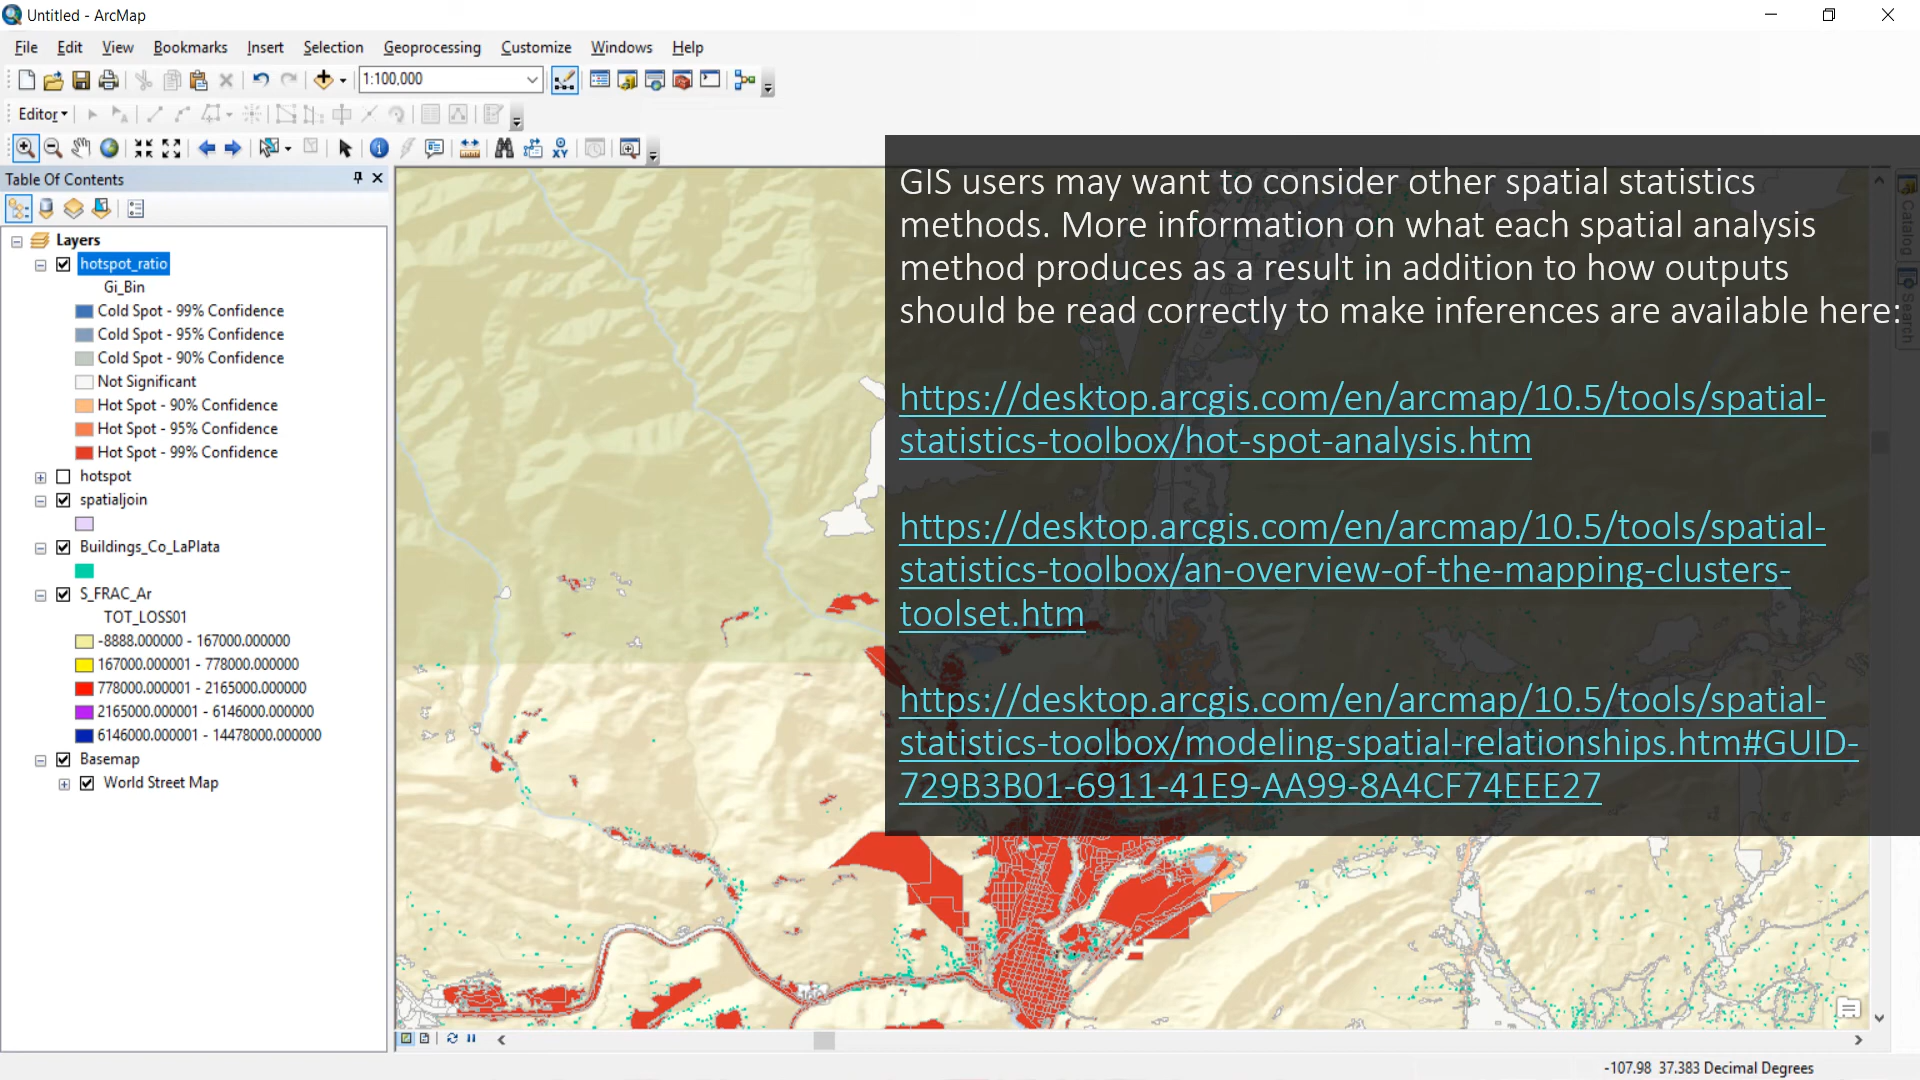 Untitled - ArcMap
File Edit View Bookmarks Insert Selection Geoprocessing Customize Windows Help
1:100,000
Editor
Table Of Contents
Layers
hotspot_ratio
Gi_Bin
Cold Spot - 99% Confidence
Cold Spot - 95% Confidence
Cold Spot - 90% Confidence
Not Significant
Hot Spot - 90% Confidence
Hot Spot - 95% Confidence
Hot Spot - 99% Confidence
hotspot
spatialjoin
Buildings_Co_LaPlata
S_FRAC_Ar
TOT_LOSS01
-8888.000000 - 167000.000000
167000.000001 - 778000.000000
778000.000001 - 2165000.000000
2165000.000001 - 6146000.000000
6146000.000001 - 14478000.000000
Basemap
World Street Map
GIS users may want to consider other spatial statistics
methods. More information on what each spatial analysis
method produces as a result in addition to how outputs
should be read correctly to make inferences are available here:
https://desktop.arcgis.com/en/arcmap/10.5/tools/spatial-
statistics-toolbox/hot-spot-analysis.htm
https://desktop.arcgis.com/en/arcmap/10.5/tools/spatial-
statistics-toolbox/an-overview-of-the-mapping-clusters-
toolset.htm
https://desktop.arcgis.com/en/arcmap/10.5/tools/spatial-
statistics-toolbox/modeling-spatial-relationships.htm#GUID-
729B3B01-6911-41E9-AA99-8A4CF74EEE27
Catalog
Search
160
-107.98 37.383 Decimal Degrees